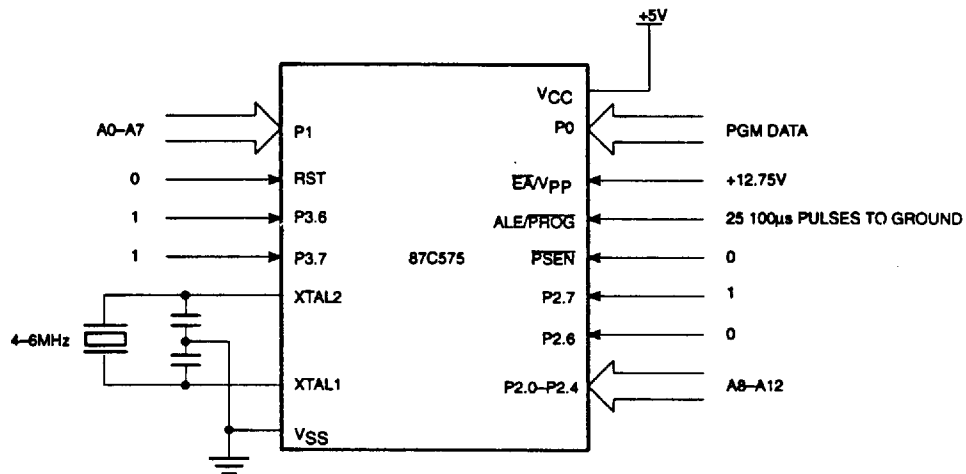 +5V
VCC
A0–A7
P1
P0
PGM DATA
0
RST
EA/VPP
+12.75V
1
P3.6
ALE/PROG
25 100µs PULSES TO GROUND
1
P3.7
87C575
PSEN
0
XTAL2
P2.7
1
4–6MHz
P2.6
0
XTAL1
P2.0–P2.4
A8–A12
VSS